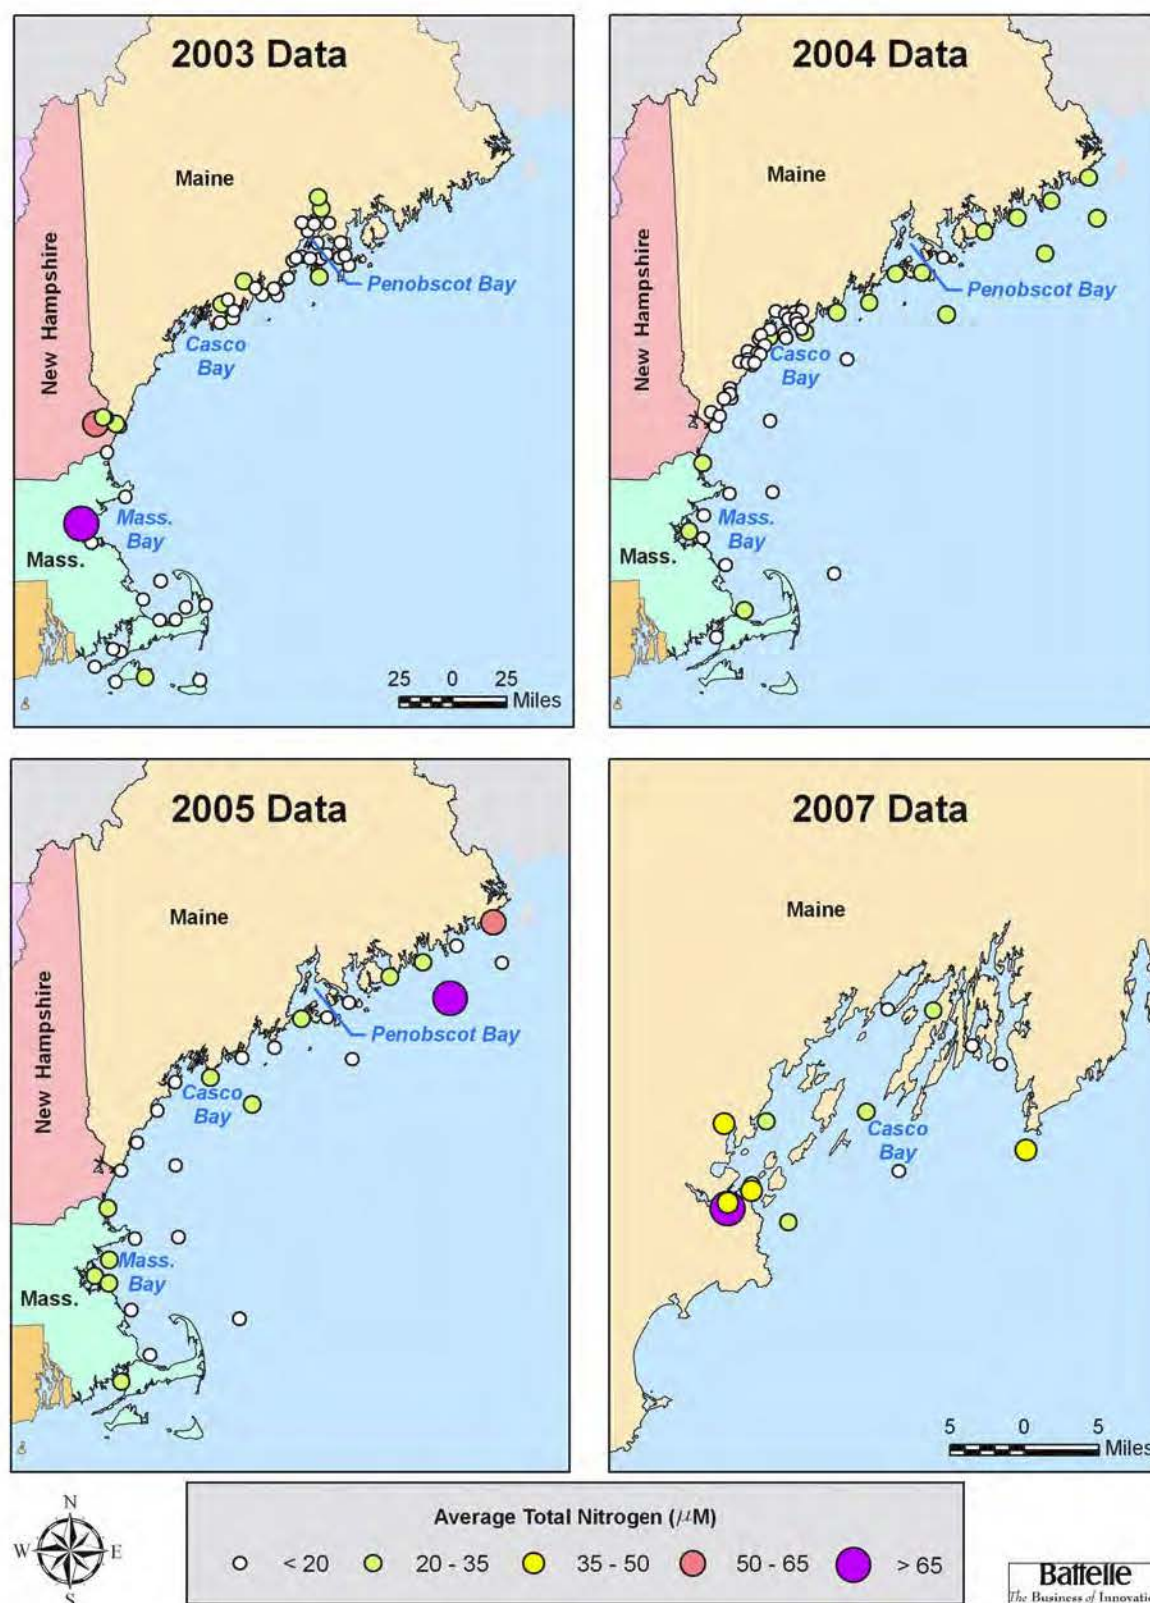 2003 Data
Maine
New Hampshire
Penobscot Bay
Casco
Bay
Mass.
Bay
Mass.
25 0 25
Miles
2004 Data
Maine
New Hampshire
Penobscot Bay
Casco
Bay
Mass.
Bay
Mass.
2005 Data
Maine
New Hampshire
Penobscot Bay
Casco
Bay
Mass.
Bay
Mass.
2007 Data
Maine
Casco
Bay
5 0 5
Miles
N
W E
S
Average Total Nitrogen (μM)
< 20 20 - 35 35 - 50 50 - 65 > 65
Battelle
The Business of Innovatio